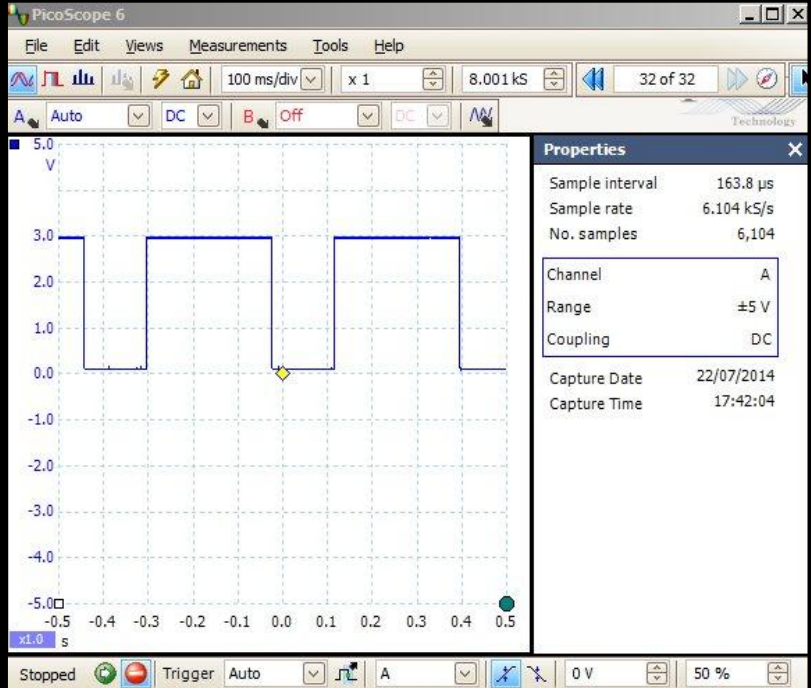 PicoScope 6
File Edit Views Measurements Tools Help
100 ms/div x 1 8.001 kS 32 of 32
A Auto DC B Off DC
Technology
5.0
V
3.0
2.0
1.0
0.0
-1.0
-2.0
-3.0
-4.0
-5.0
-0.5 -0.4 -0.3 -0.2 -0.1 0.0 0.1 0.2 0.3 0.4 0.5
x1.0 s
Properties
Sample interval 163.8 µs
Sample rate 6.104 kS/s
No. samples 6,104
Channel A
Range ±5 V
Coupling DC
Capture Date 22/07/2014
Capture Time 17:42:04
Stopped Trigger Auto A 0 V 50 %